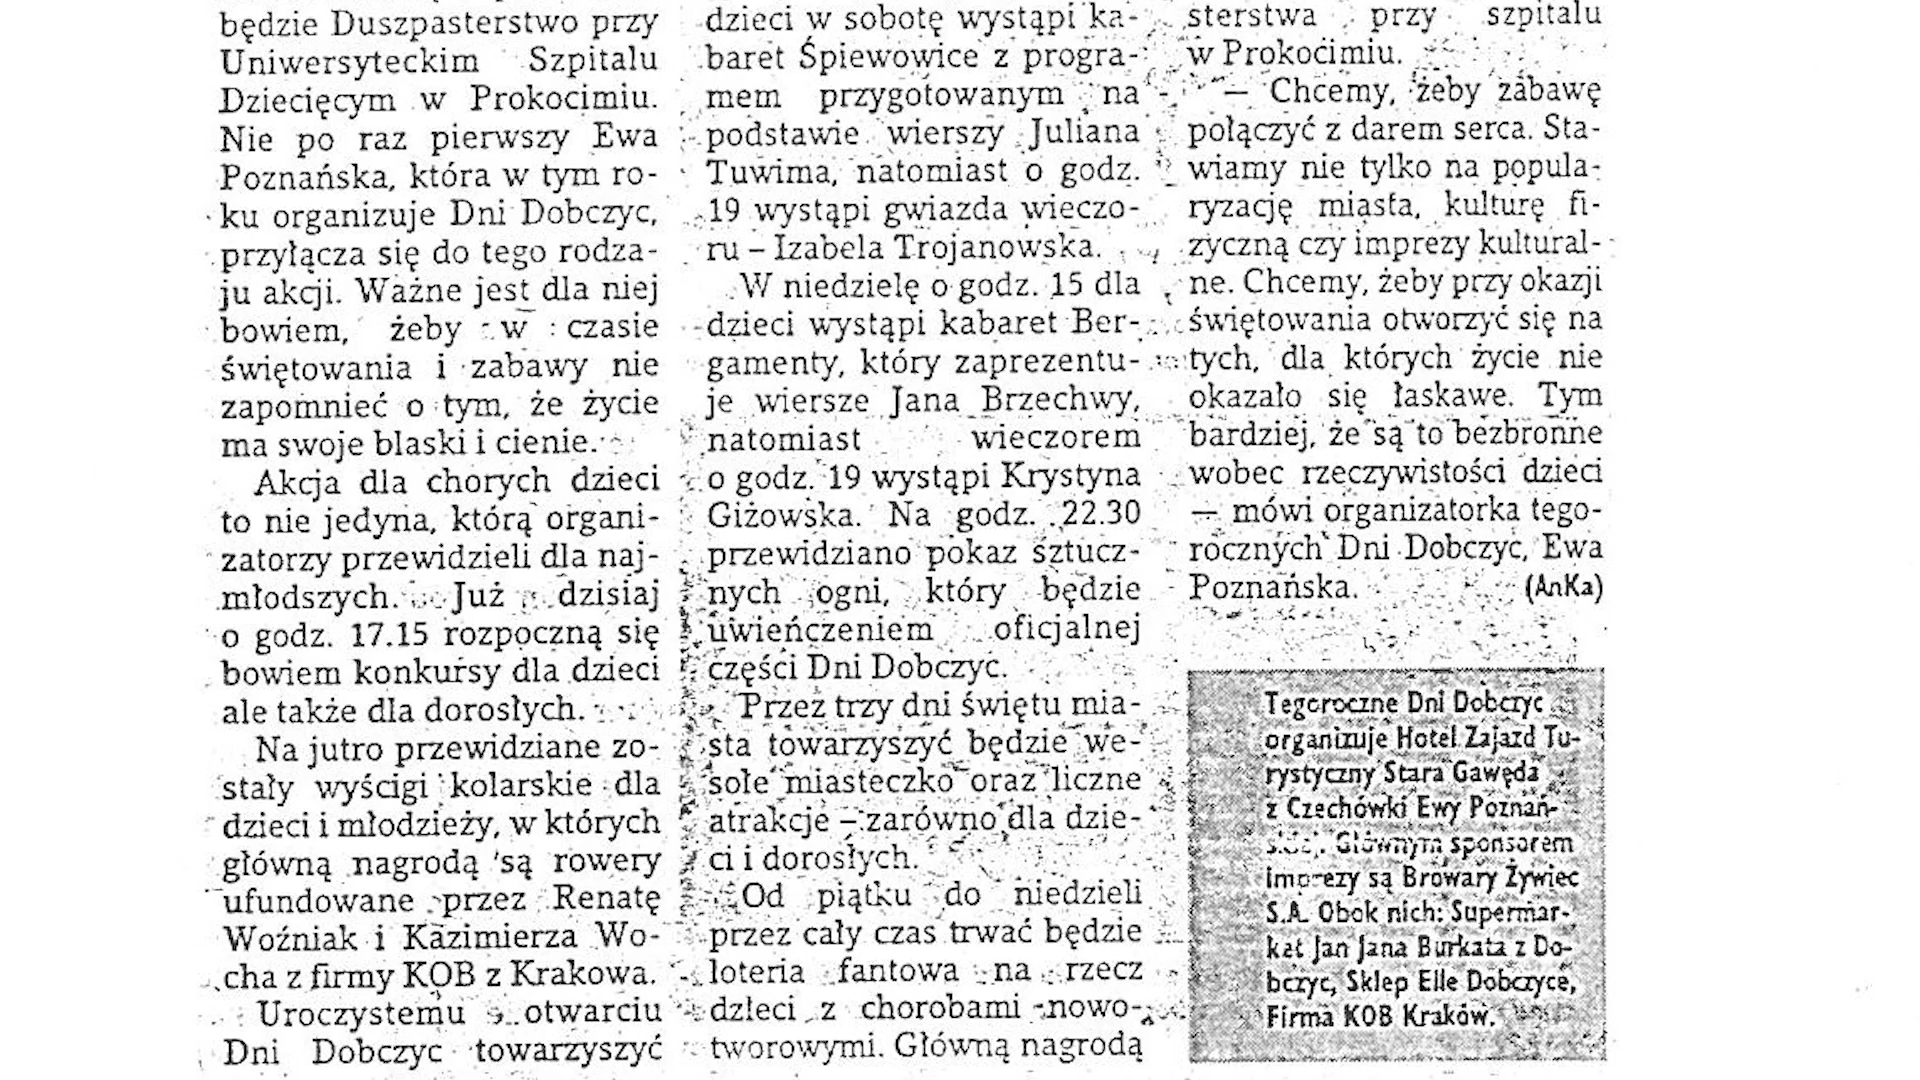 będzie Duszpasterstwo przy
Uniwersyteckim Szpitalu
Dziecięcym w Prokocimiu.
Nie po raz pierwszy Ewa
Poznańska, która w tym ro-
ku organizuje Dni Dobczyc,
przyłącza się do tego rodza-
ju akcji. Ważne jest dla niej
bowiem, żeby w czasie
świętowania i zabawy nie
zapomnieć o tym, że życie
ma swoje blaski i cienie.
Akcja dla chorych dzieci
to nie jedyna, którą organi-
zatorzy przewidzieli dla naj-
młodszych. Już dzisiaj
o godz. 17.15 rozpoczną się
bowiem konkursy dla dzieci
ale także dla dorosłych.
Na jutro przewidziane zo-
stały wyścigi kolarskie dla
dzieci i młodzieży, w których
główną nagrodą są rowery
ufundowane przez Renatę
Woźniak i Kazimierza Wo-
cha z firmy KOB z Krakowa.
Uroczystemu otwarciu
Dni Dobczyc towarzyszyć
dzieci w sobotę wystąpi ka-
baret Śpiewowice z progra-
mem przygotowanym na
podstawie wierszy Juliana
Tuwima, natomiast o godz.
19 wystąpi gwiazda wieczo-
ru – Izabela Trojanowska.
W niedzielę o godz. 15 dla
dzieci wystąpi kabaret Ber-
gamenty, który zaprezentu-
je wiersze Jana Brzechwy,
natomiast wieczorem
o godz. 19 wystąpi Krystyna
Giżowska. Na godz. 22.30
przewidziano pokaz sztucz-
nych ogni, który będzie
uwieńczeniem oficjalnej
części Dni Dobczyc.
Przez trzy dni świętu mia-
sta towarzyszyć będzie we-
sołe miasteczko oraz liczne
atrakcje – zarówno dla dzie-
ci i dorosłych.
Od piątku do niedzieli
przez cały czas trwać będzie
loteria fantowa na rzecz
dzieci z chorobami nowo-
tworowymi. Główną nagrodą
sterstwa przy szpitalu
w Prokocimiu.
– Chcemy, żeby zabawę
połączyć z darem serca. Sta-
wiamy nie tylko na popula-
ryzację miasta, kulturę fi-
zyczną czy imprezy kultural-
ne. Chcemy, żeby przy okazji
świętowania otworzyć się na
tych, dla których życie nie
okazało się łaskawe. Tym
bardziej, że są to bezbronne
wobec rzeczywistości dzieci
– mówi organizatorka tego-
rocznych Dni Dobczyc, Ewa
Poznańska. (AnKa)
Tegoroczne Dni Dobczyc
organizuje Hotel Zajazd Tu-
rystyczny Stara Gawęda
z Czechówki Ewy Poznań-
skiej. Głównym sponsorem
imprezy są Browary Żywiec
S.A. Obok nich: Supermar-
ket Jan Jana Burkata z Do-
bczyc, Sklep Elle Dobczyce,
Firma KOB Kraków.